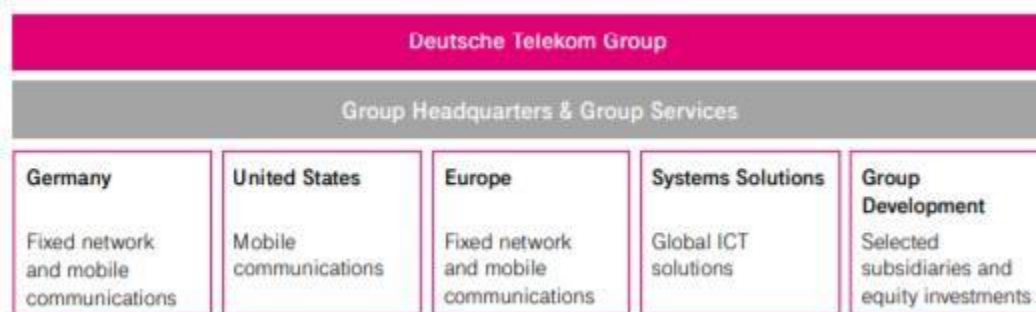 Deutsche Telekom Group
Group Headquarters & Group Services
Germany
Fixed network
and mobile
communications
United States
Mobile
communications
Europe
Fixed network
and mobile
communications
Systems Solutions
Global ICT
solutions
Group
Development
Selected
subsidiaries and
equity investments